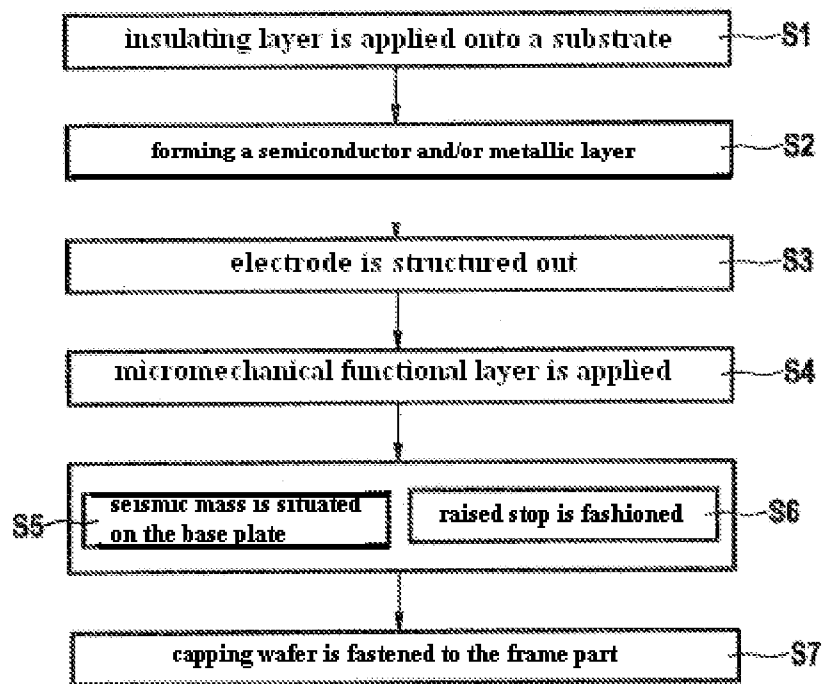 insulating layer is applied onto a substrate S1
forming a semiconductor and/or metallic layer S2
electrode is structured out S3
micromechanical functional layer is applied S4
S5 seismic mass is situated
on the base plate
raised stop is fashioned S6
capping wafer is fastened to the frame part S7